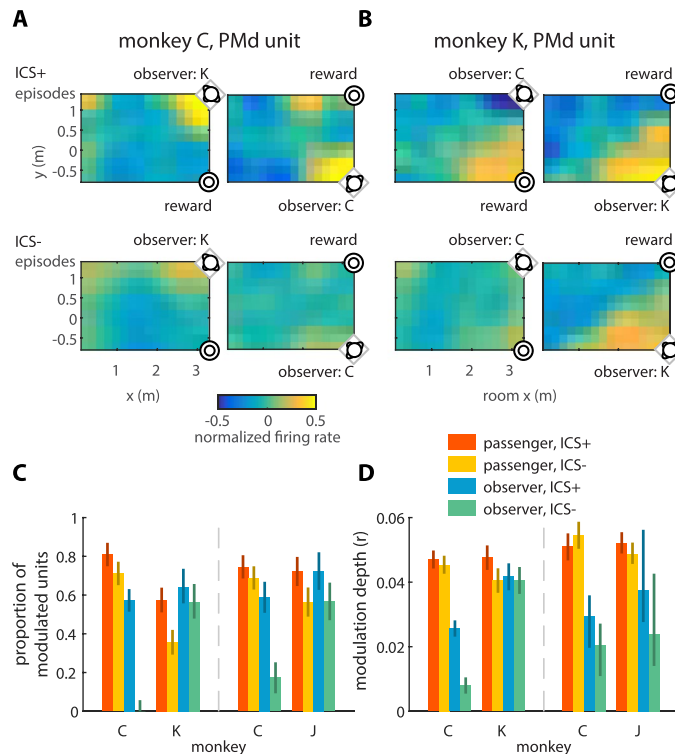 A
monkey C, PMd unit
B
monkey K, PMd unit
ICS+
episodes
observer: K
reward
observer: C
reward
1
0.5
0
-0.5
y (m)
reward
observer: C
reward
observer: K
ICS-
episodes
observer: K
reward
observer: C
reward
1
0.5
0
-0.5
observer: C
observer: K
1 2 3
1 2 3
x (m)
room x (m)
-0.5 0 0.5
normalized firing rate
passenger, ICS+
passenger, ICS-
observer, ICS+
observer, ICS-
C
proportion of
modulated units
1
0.8
0.6
0.4
0.2
0
C K C J
monkey
D
modulation depth (r)
0.06
0.04
0.02
0
C K C J
monkey